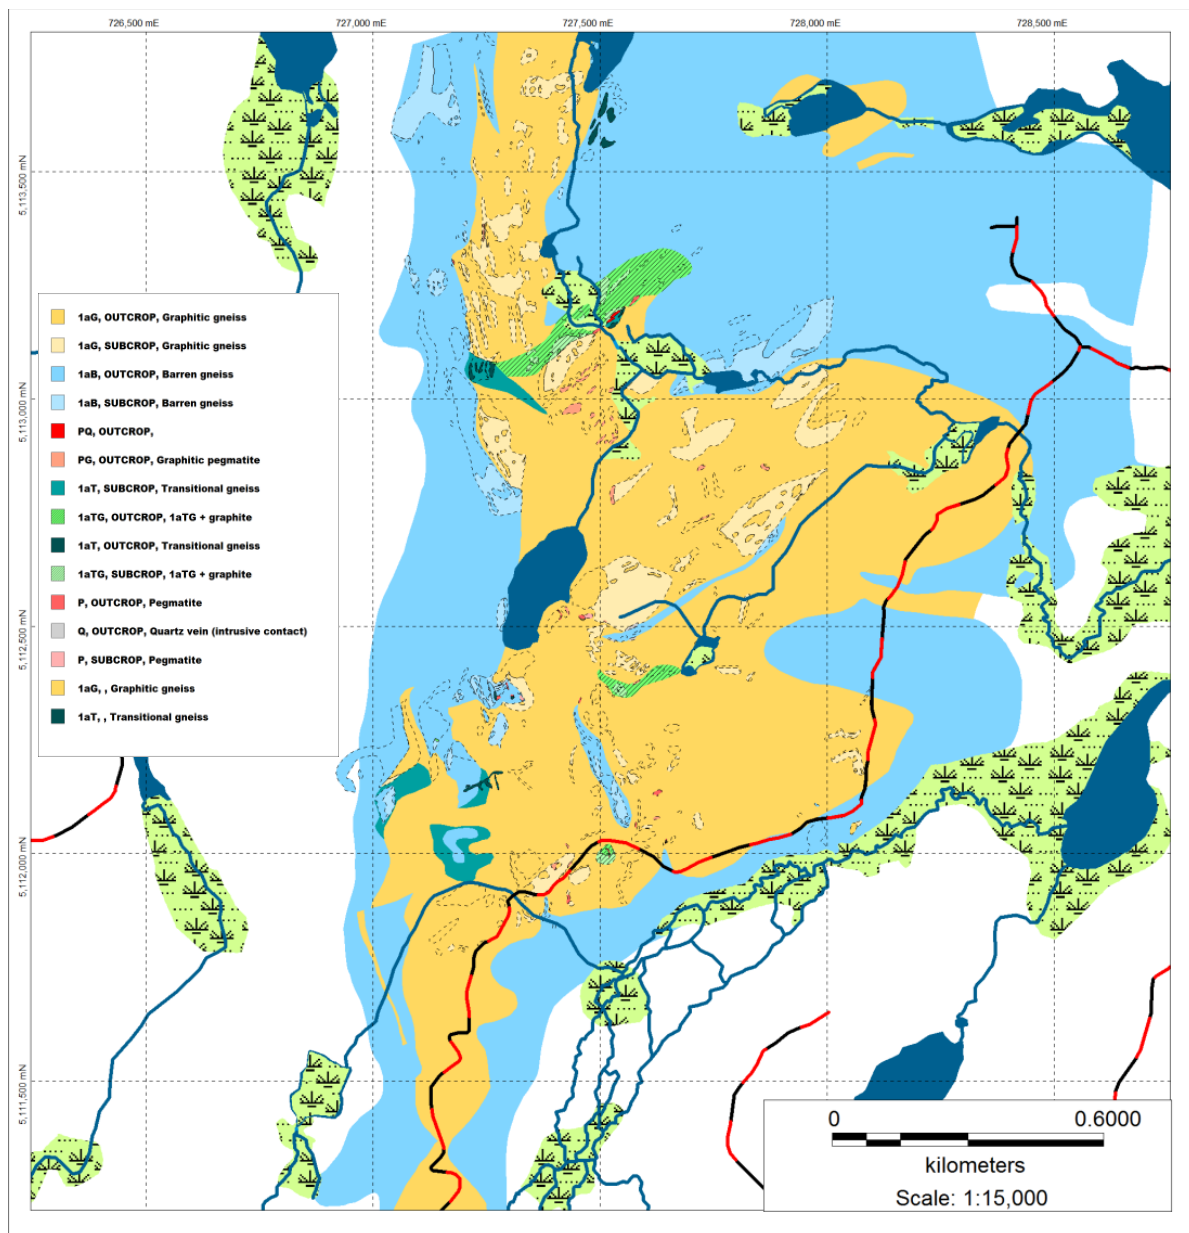 726,500 mE
727,000 mE
727,500 mE
728,000 mE
728,500 mE
5,113,500 mN
5,113,000 mN
5,112,500 mN
5,112,000 mN
5,111,500 mN
1aG, OUTCROP, Graphitic gneiss
1aG, SUBCROP, Graphitic gneiss
1aB, OUTCROP, Barren gneiss
1aB, SUBCROP, Barren gneiss
PQ, OUTCROP,
PG, OUTCROP, Graphitic pegmatite
1aT, SUBCROP, Transitional gneiss
1aTG, OUTCROP, 1aTG + graphite
1aT, OUTCROP, Transitional gneiss
1aTG, SUBCROP, 1aTG + graphite
P, OUTCROP, Pegmatite
Q, OUTCROP, Quartz vein (intrusive contact)
P, SUBCROP, Pegmatite
1aG, , Graphitic gneiss
1aT, , Transitional gneiss
0 0.6000
kilometers
Scale: 1:15,000